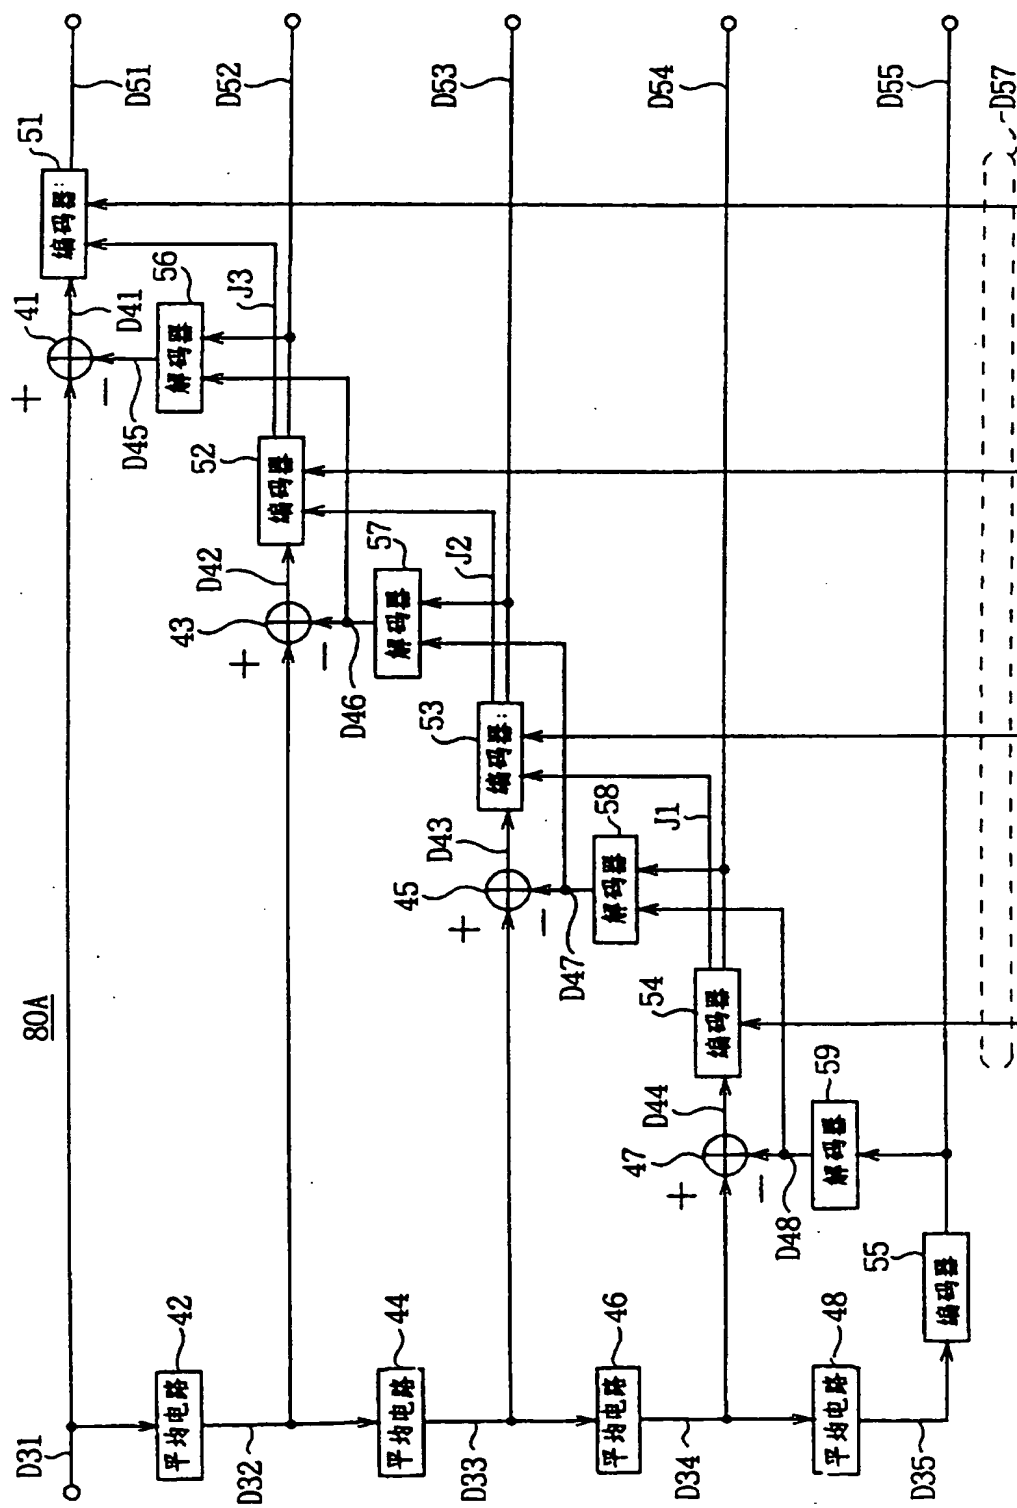 80A
D31
+
41
D41
编码器:
51
D51
−
D45
解码器
56
J3
平均电路
42
D32
+
43
D42
编码器
52
D52
−
D46
解码器
57
J2
平均电路
44
D33
+
45
D43
编码器:
53
D53
−
D47
解码器
58
J1
平均电路
46
D34
+
47
D44
编码器
54
D54
−
D48
解码器
59
平均电路
48
D35
编码器
55
D55
D57